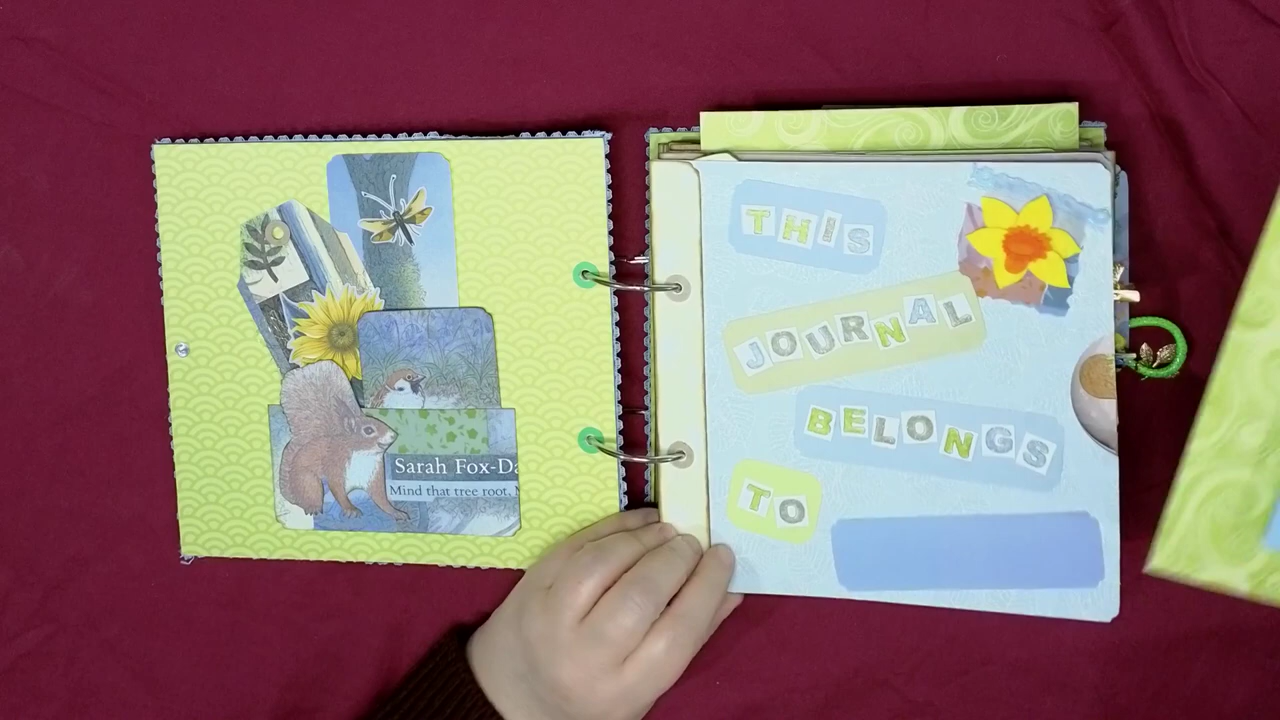 Sarah Fox-Da
Mind that tree root.
THIS
JOURNAL
BELONGS
TO